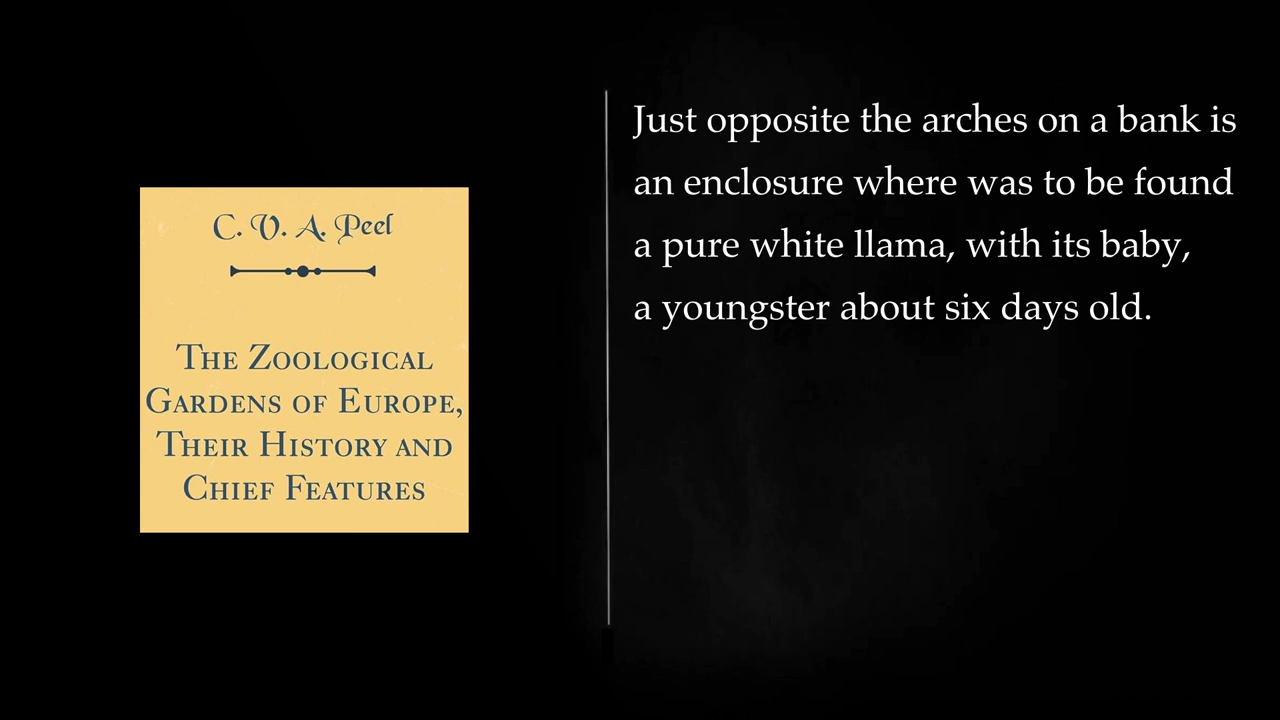 C. V. A. Peel
The Zoological
Gardens of Europe,
Their History and
Chief Features
Just opposite the arches on a bank is
an enclosure where was to be found
a pure white llama, with its baby,
a youngster about six days old.